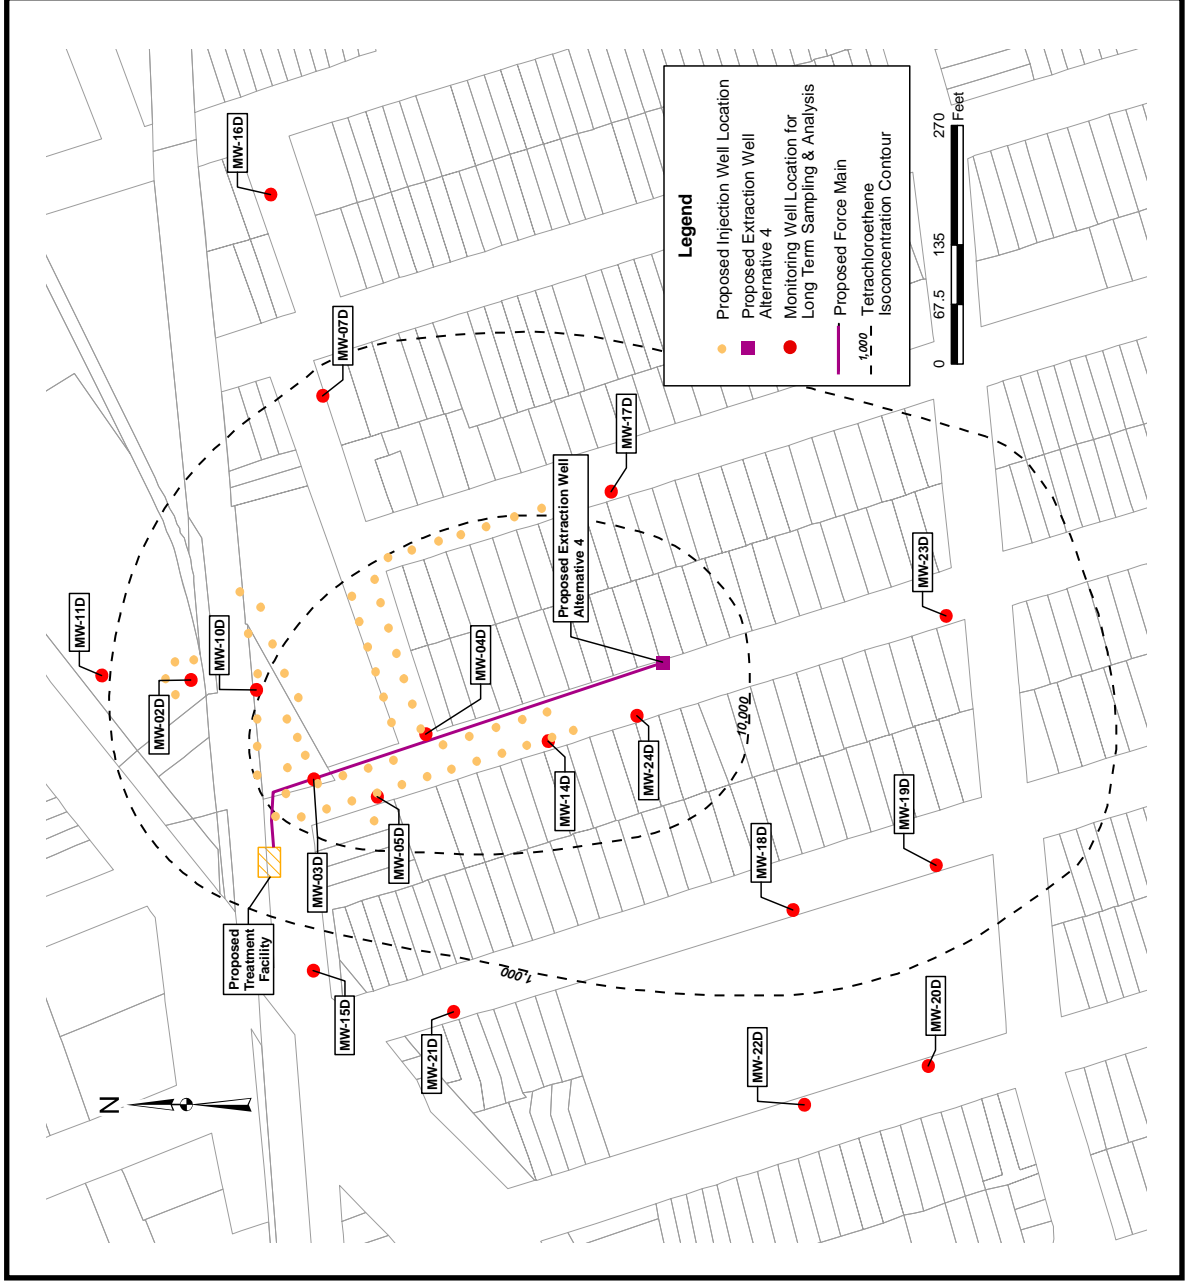 MW-16D
MW-07D
MW-11D
MW-10D
MW-02D
MW-17D
Proposed Extraction Well
Alternative 4
MW-04D
MW-23D
MW-24D
MW-14D
10,000
MW-05D
MW-03D
MW-19D
MW-18D
Proposed
Treatment
Facility
1,000
MW-15D
MW-21D
MW-20D
MW-22D
N
Legend
Proposed Injection Well Location
Proposed Extraction Well
Alternative 4
Monitoring Well Location for
Long Term Sampling & Analysis
Proposed Force Main
1,000
Tetrachloroethene
Isoconcentration Contour
0 67.5 135 270
Feet